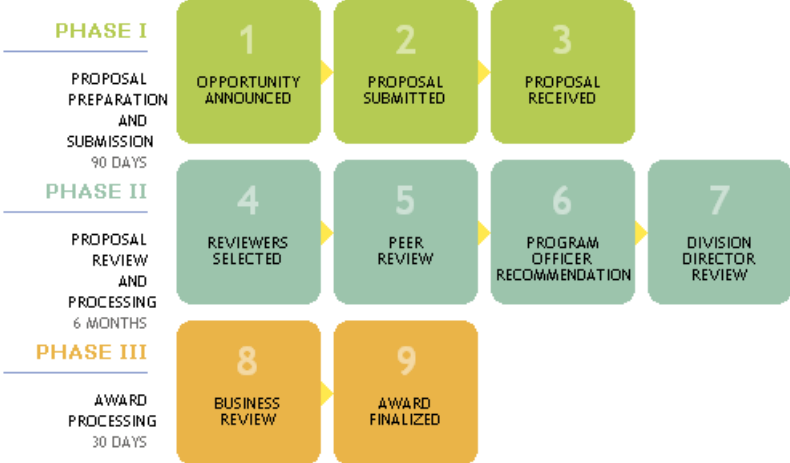 PHASE I
PROPOSAL
PREPARATION
AND
SUBMISSION
90 DAYS
1
OPPORTUNITY
ANNOUNCED
2
PROPOSAL
SUBMITTED
3
PROPOSAL
RECEIVED
PHASE II
PROPOSAL
REVIEW
AND
PROCESSING
6 MONTHS
4
REVIEWERS
SELECTED
5
PEER
REVIEW
6
PROGRAM
OFFICER
RECOMMENDATION
7
DIVISION
DIRECTOR
REVIEW
PHASE III
AWARD
PROCESSING
30 DAYS
8
BUSINESS
REVIEW
9
AWARD
FINALIZED